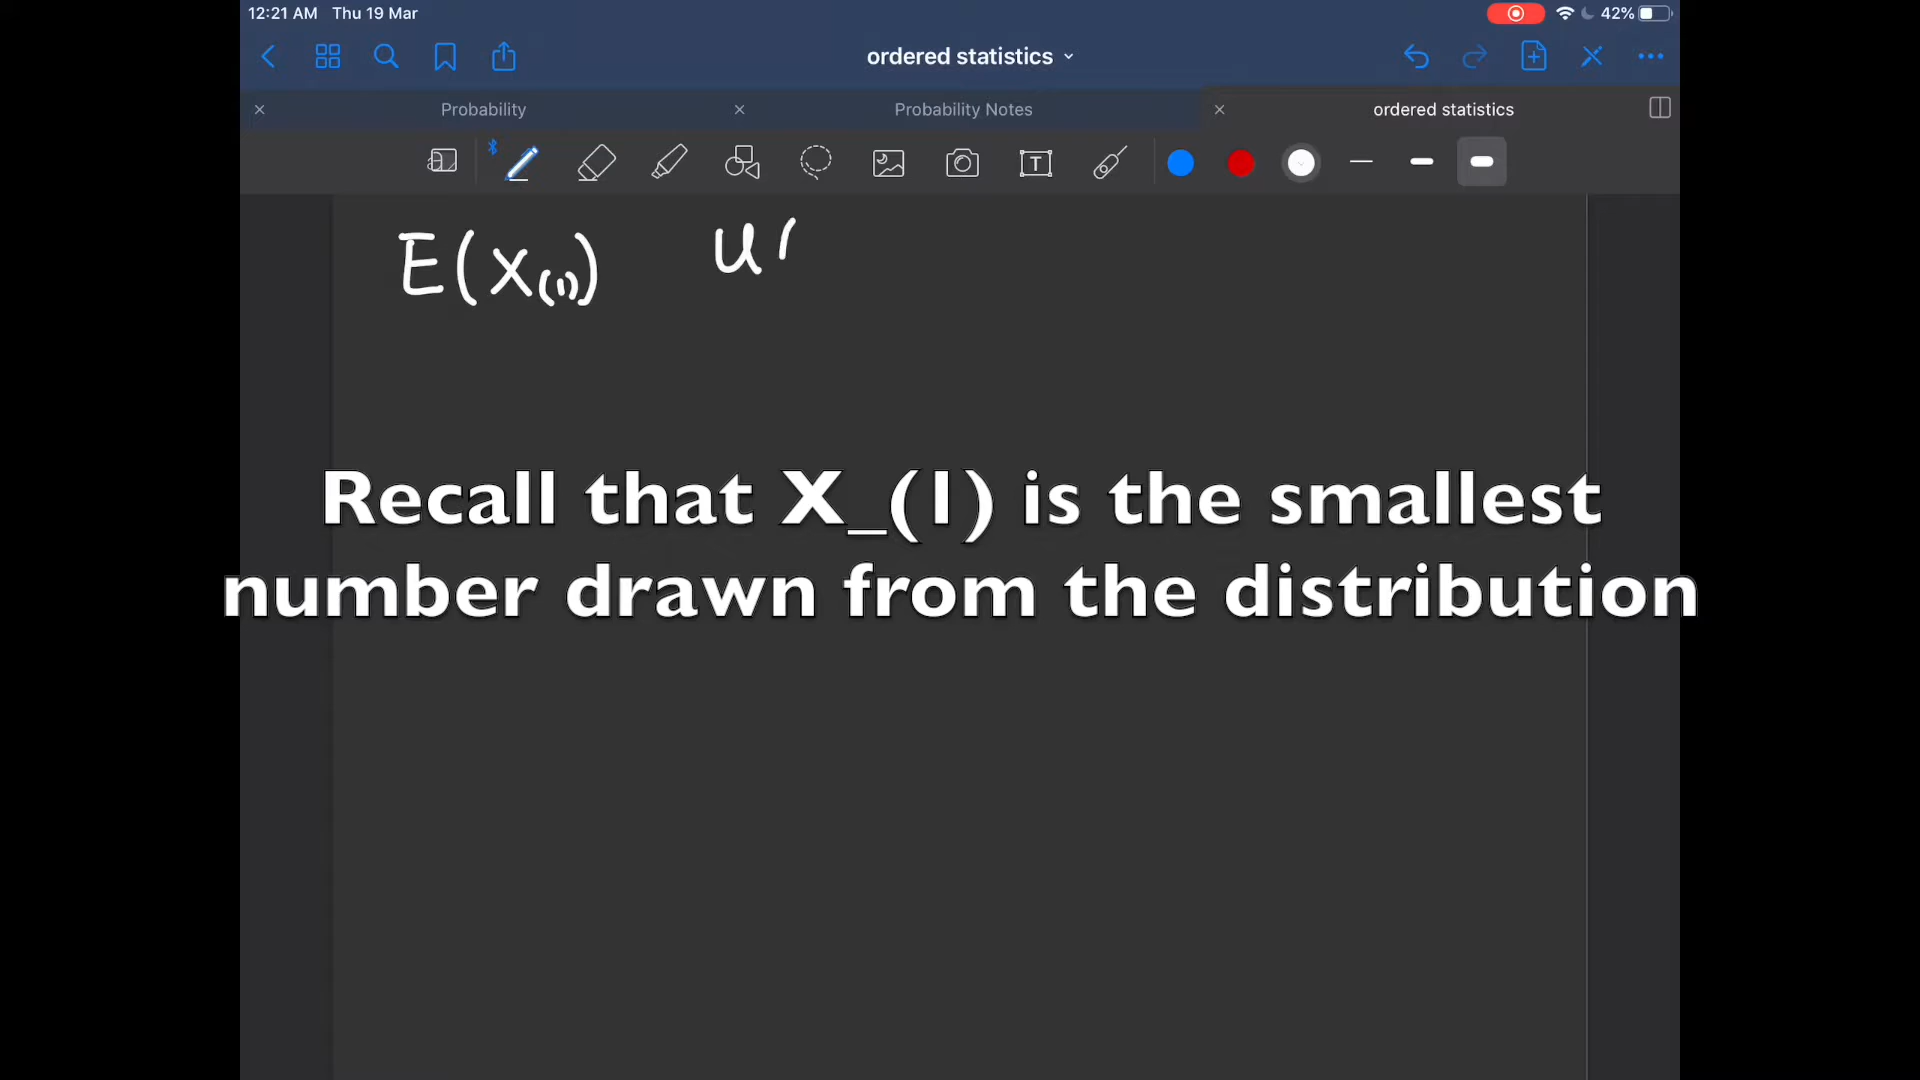 12:21 AM Thu 19 Mar 42%
ordered statistics
Probability Probability Notes ordered statistics
T
E(X(1)) U(
Recall that X_(1) is the smallest
number drawn from the distribution